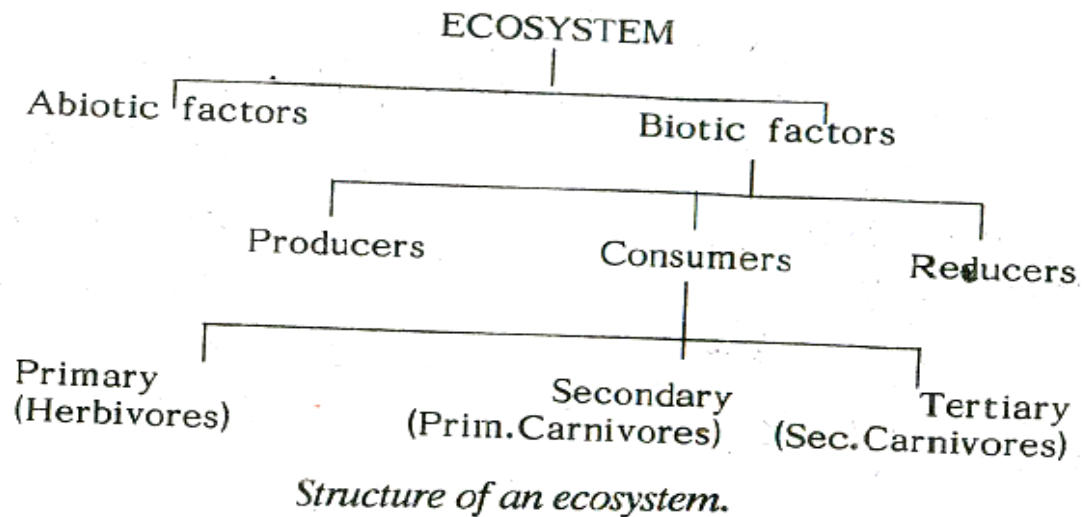 ECOSYSTEM
Abiotic factors
Biotic factors
Producers
Consumers
Reducers
Primary
(Herbivores)
Secondary
(Prim.Carnivores)
Tertiary
(Sec.Carnivores)
Structure of an ecosystem.